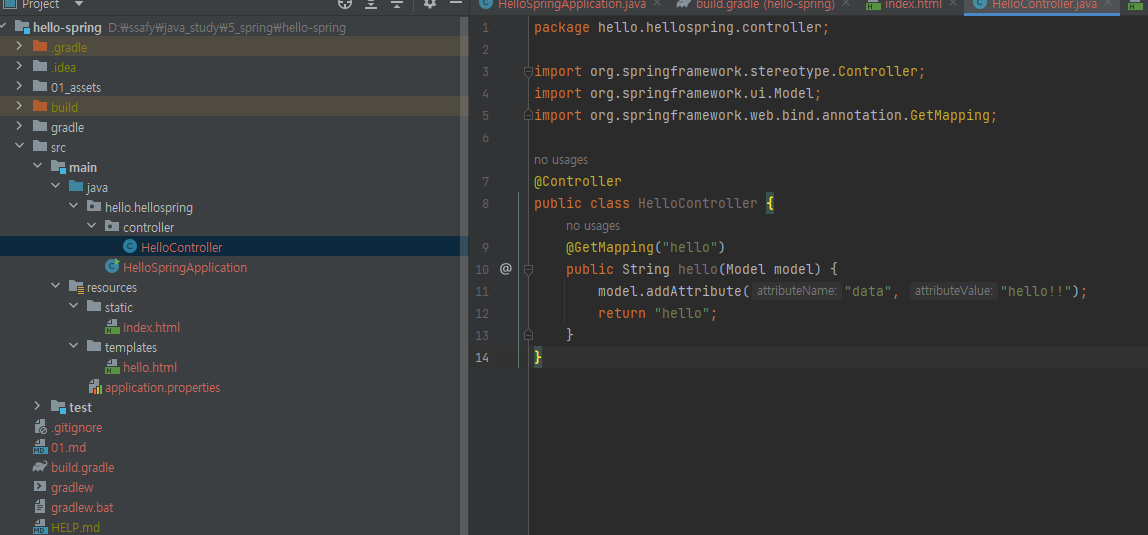 Project
hello-spring D:￦ssafy￦java_study￦5_spring￦hello-spring
.gradle
.idea
01_assets
build
gradle
src
main
java
hello.hellospring
controller
HelloController
HelloSpringApplication
resources
static
index.html
templates
hello.html
application.properties
test
.gitignore
01.md
build.gradle
gradlew
gradlew.bat
HELP.md
HelloSpringApplication.java build.gradle (hello-spring) index.html HelloController.java
1 package hello.hellospring.controller;
2
3 import org.springframework.stereotype.Controller;
4 import org.springframework.ui.Model;
5 import org.springframework.web.bind.annotation.GetMapping;
6
no usages
7 @Controller
8 public class HelloController {
no usages
9 @GetMapping("hello")
10 @ public String hello(Model model) {
11 model.addAttribute( attributeName: "data", attributeValue: "hello!!");
12 return "hello";
13 }
14 }